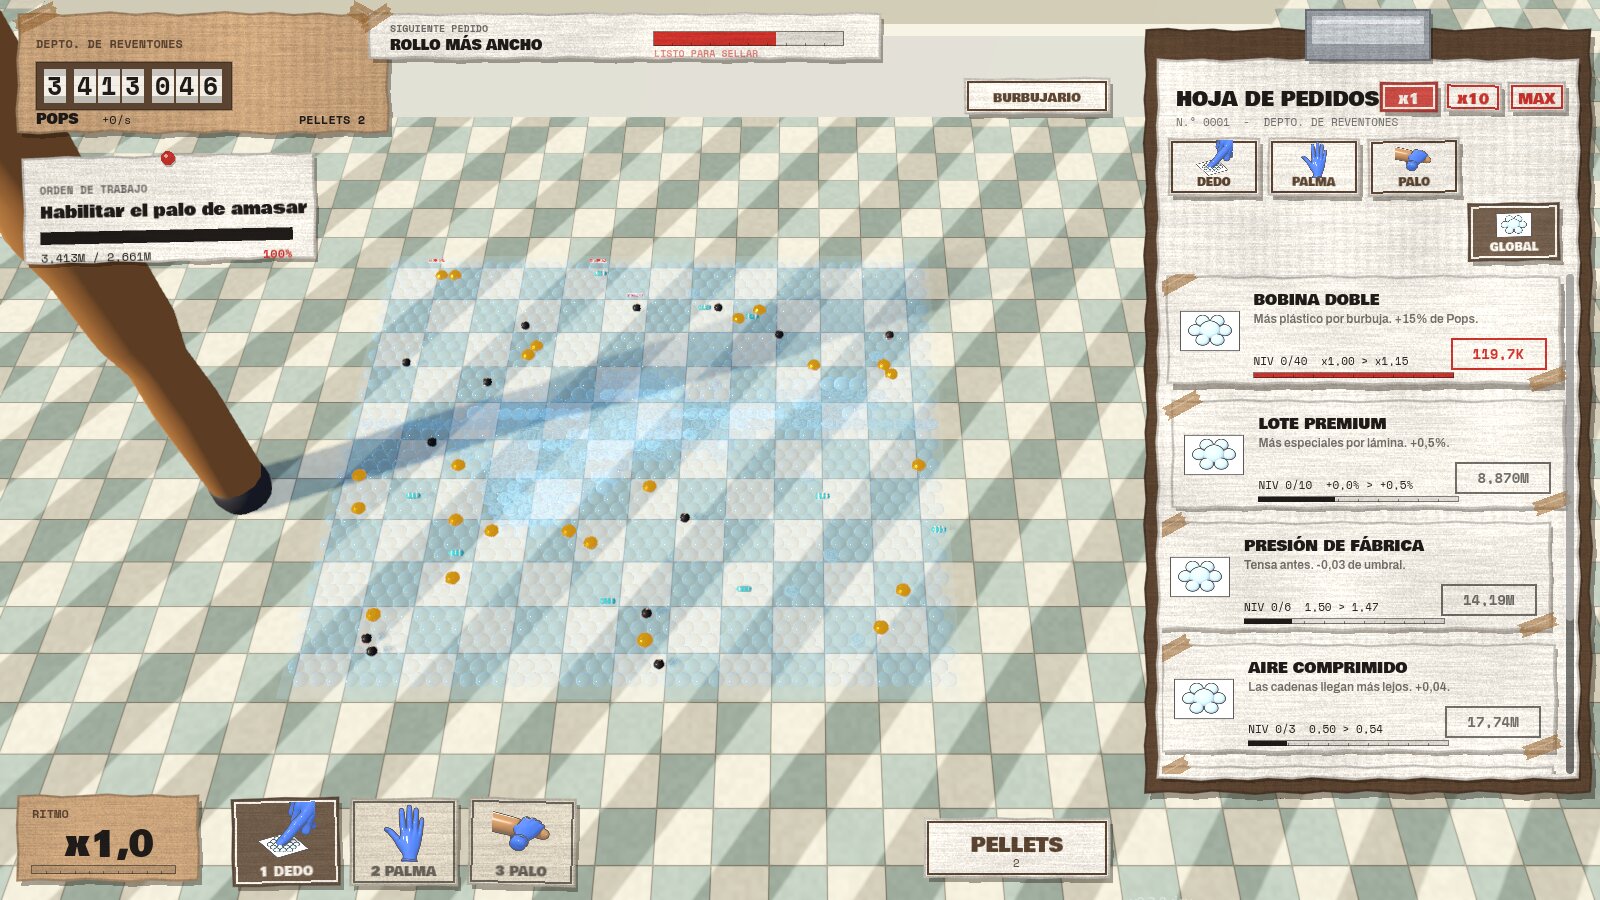 DEPTO. DE REVENTONES
3 413 046
POPS +0/s PELLETS 2
SIGUIENTE PEDIDO
ROLLO MÁS ANCHO
LISTO PARA SELLAR
BURBUJARIO
ORDEN DE TRABAJO
Habilitar el palo de amasar
3,413M / 2,661M 100%
HOJA DE PEDIDOS x1 x10 MAX
N.° 0001 - DEPTO. DE REVENTONES
DEDO PALMA PALO
GLOBAL
BOBINA DOBLE
Más plástico por burbuja. +15% de Pops.
NIV 0/40 x1,00 > x1,15 119,7K
LOTE PREMIUM
Más especiales por lámina. +0,5%.
NIV 0/10 +0,0% > +0,5% 8,870M
PRESIÓN DE FÁBRICA
Tensa antes. -0,03 de umbral.
NIV 0/6 1,50 > 1,47 14,19M
AIRE COMPRIMIDO
Las cadenas llegan más lejos. +0,04.
NIV 0/3 0,50 > 0,54 17,74M
RITMO
x1,0
1 DEDO 2 PALMA 3 PALO
PELLETS
2